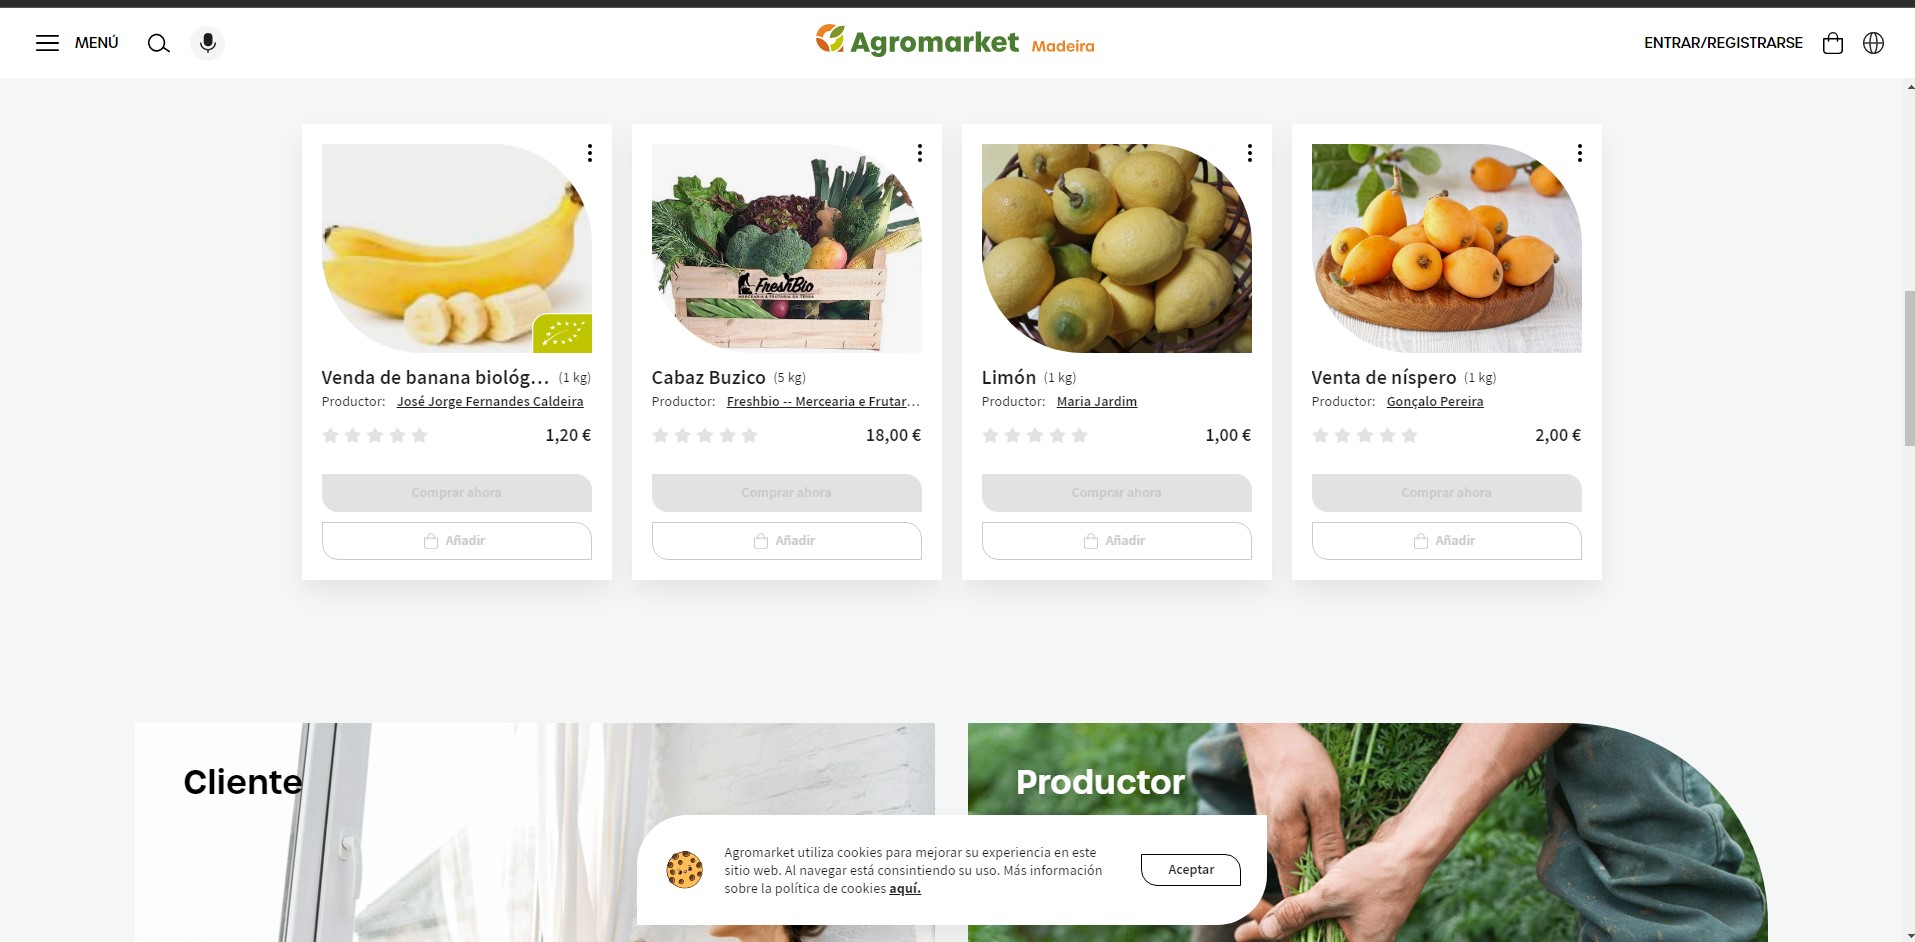 MENÚ
Agromarket Madeira
ENTRAR/REGISTRARSE
FreshBio
MERCEARIA & FRUTARIA DA TERRA
Venda de banana biológ... (1 kg)
Productor: José Jorge Fernandes Caldeira
1,20 €
Comprar ahora
Añadir
Cabaz Buzico (5 kg)
Productor: Freshbio -- Mercearia e Frutar...
18,00 €
Comprar ahora
Añadir
Limón (1 kg)
Productor: Maria Jardim
1,00 €
Comprar ahora
Añadir
Venta de níspero (1 kg)
Productor: Gonçalo Pereira
2,00 €
Comprar ahora
Añadir
Cliente
Productor
Agromarket utiliza cookies para mejorar su experiencia en este
sitio web. Al navegar está consintiendo su uso. Más información
sobre la política de cookies aquí.
Aceptar